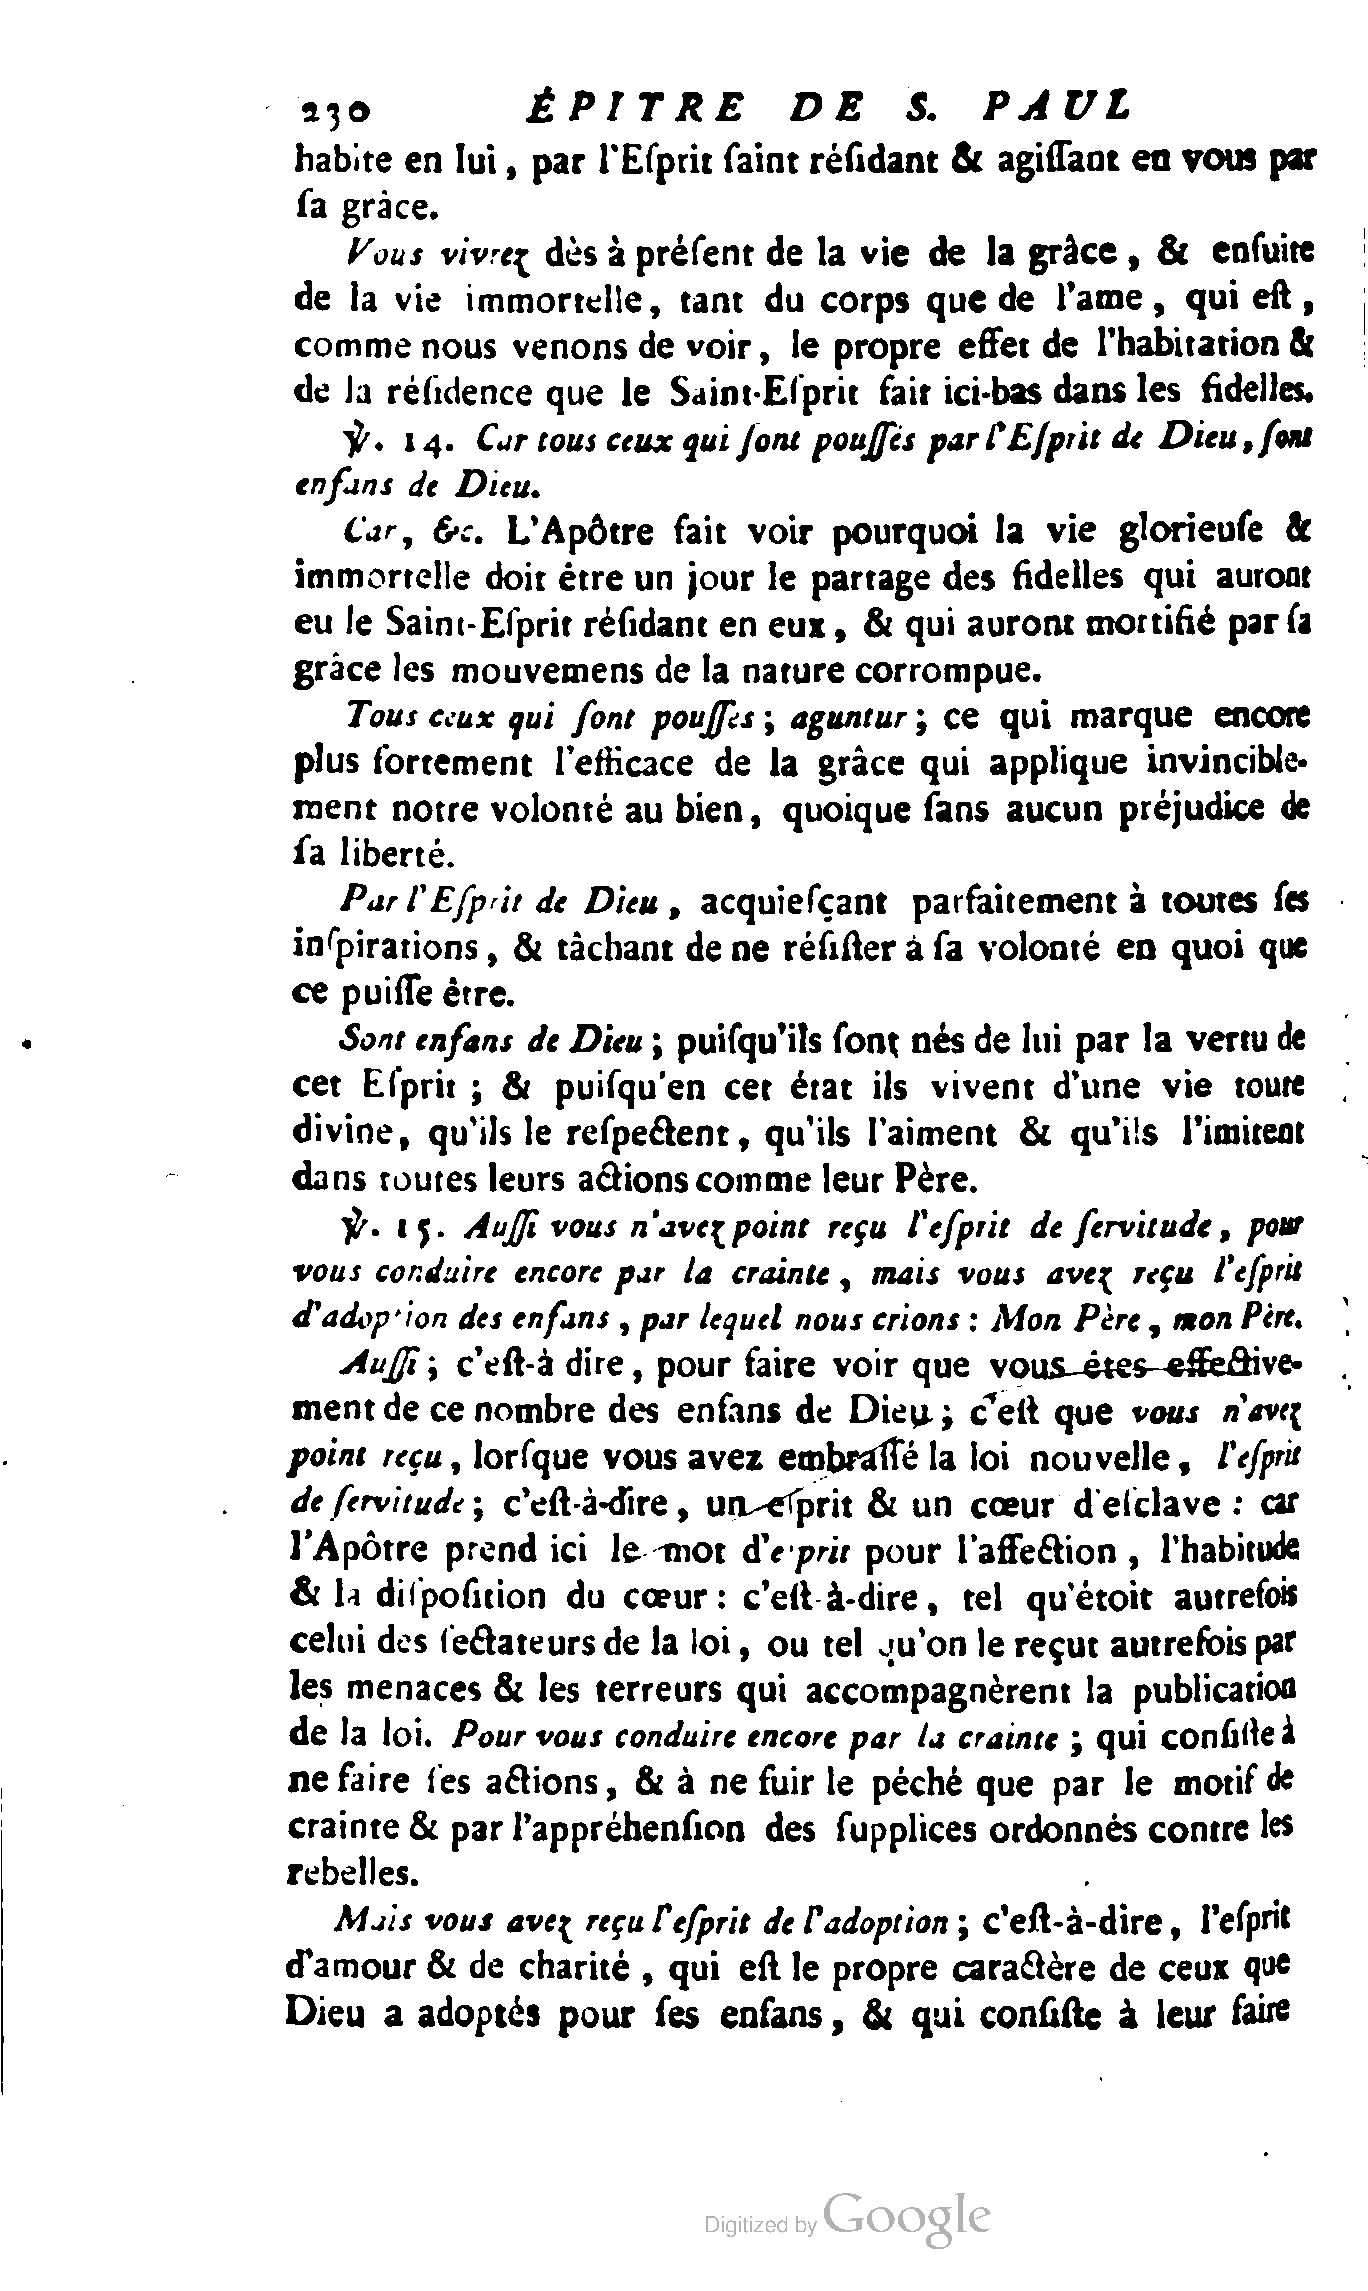 230 ÉPITRE DE S. PAUL
habite en lui, par l'Eſprit ſaint réſidant & agiſſant en vous par
ſa grâce.
Vous vivrez dès à préſent de la vie de la grâce, & enſuite
de la vie immortelle, tant du corps que de l'ame, qui eſt,
comme nous venons de voir, le propre effet de l'habitation &
de la réſidence que le Saint-Eſprit fait ici-bas dans les fidelles.
℣. 14. Car tous ceux qui ſont pouſſés par l'Eſprit de Dieu, ſont
enfans de Dieu.
Car, &c. L'Apôtre fait voir pourquoi la vie glorieuſe &
immortelle doit être un jour le partage des fidelles qui auront
eu le Saint-Eſprit réſidant en eux, & qui auront mortifié par ſa
grâce les mouvemens de la nature corrompue.
Tous ceux qui ſont pouſſés; aguntur; ce qui marque encore
plus fortement l'efficace de la grâce qui applique invincible-
ment notre volonté au bien, quoique ſans aucun préjudice de
ſa liberté.
Par l'Eſprit de Dieu, acquieſçant parfaitement à toutes ſes
inſpirations, & tâchant de ne réſiſter à ſa volonté en quoi que
ce puiſſe être.
Sont enfans de Dieu; puiſqu'ils ſont nés de lui par la vertu de
cet Eſprit; & puiſqu'en cet état ils vivent d'une vie toute
divine, qu'ils le reſpectent, qu'ils l'aiment & qu'ils l'imitent
dans toutes leurs actions comme leur Père.
℣. 15. Auſſi vous n'avez point reçu l'eſprit de ſervitude, pour
vous conduire encore par la crainte, mais vous avez reçu l'eſprit
d'adoption des enfans, par lequel nous crions: Mon Père, mon Père.
Auſſi; c'eſt-à dire, pour faire voir que vous êtes effective-
ment de ce nombre des enfans de Dieu; c'eſt que vous n'avez
point reçu, lorſque vous avez embraſſé la loi nouvelle, l'eſprit
de ſervitude; c'eſt-à-dire, un eſprit & un cœur d'eſclave: car
l'Apôtre prend ici le mot d'eſprit pour l'affection, l'habitude
& la diſpoſition du cœur: c'eſt-à-dire, tel qu'étoit autrefois
celui des ſectateurs de la loi, ou tel qu'on le reçut autrefois par
les menaces & les terreurs qui accompagnèrent la publication
de la loi. Pour vous conduire encore par la crainte; qui conſiſte à
ne faire ſes actions, & à ne fuir le péché que par le motif de
crainte & par l'appréhenſion des ſupplices ordonnés contre les
rebelles.
Mais vous avez reçu l'eſprit de l'adoption; c'eſt-à-dire, l'eſprit
d'amour & de charité, qui eſt le propre caractère de ceux que
Dieu a adoptés pour ſes enfans, & qui conſiſte à leur faire
Digitized by Google